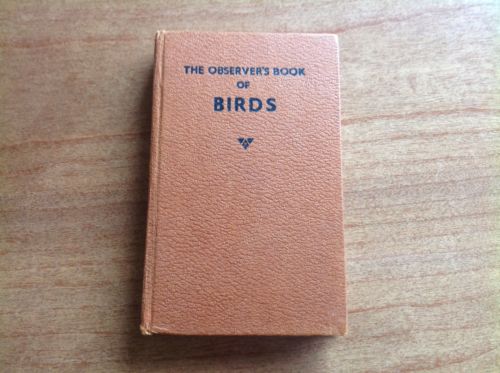 THE OBSERVER'S BOOK
OF
BIRDS